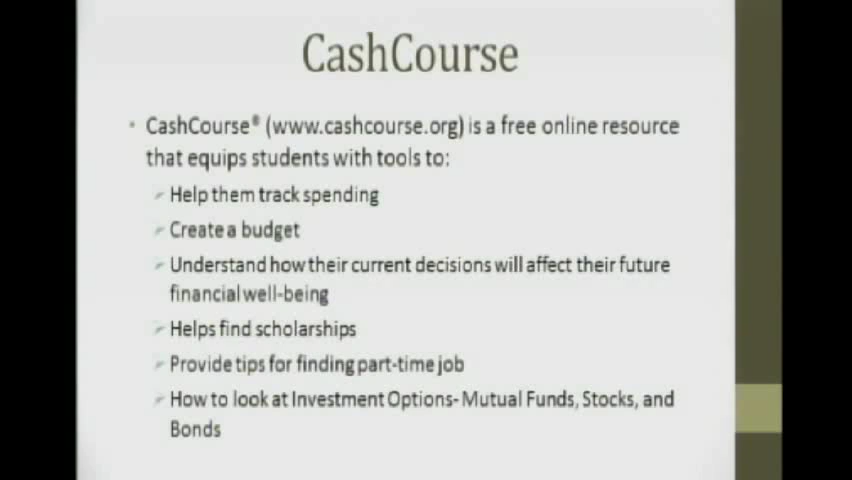 CashCourse
• CashCourse® (www.cashcourse.org) is a free online resource
that equips students with tools to:
Help them track spending
Create a budget
Understand how their current decisions will affect their future
financial well-being
Helps find scholarships
Provide tips for finding part-time job
How to look at Investment Options- Mutual Funds, Stocks, and
Bonds